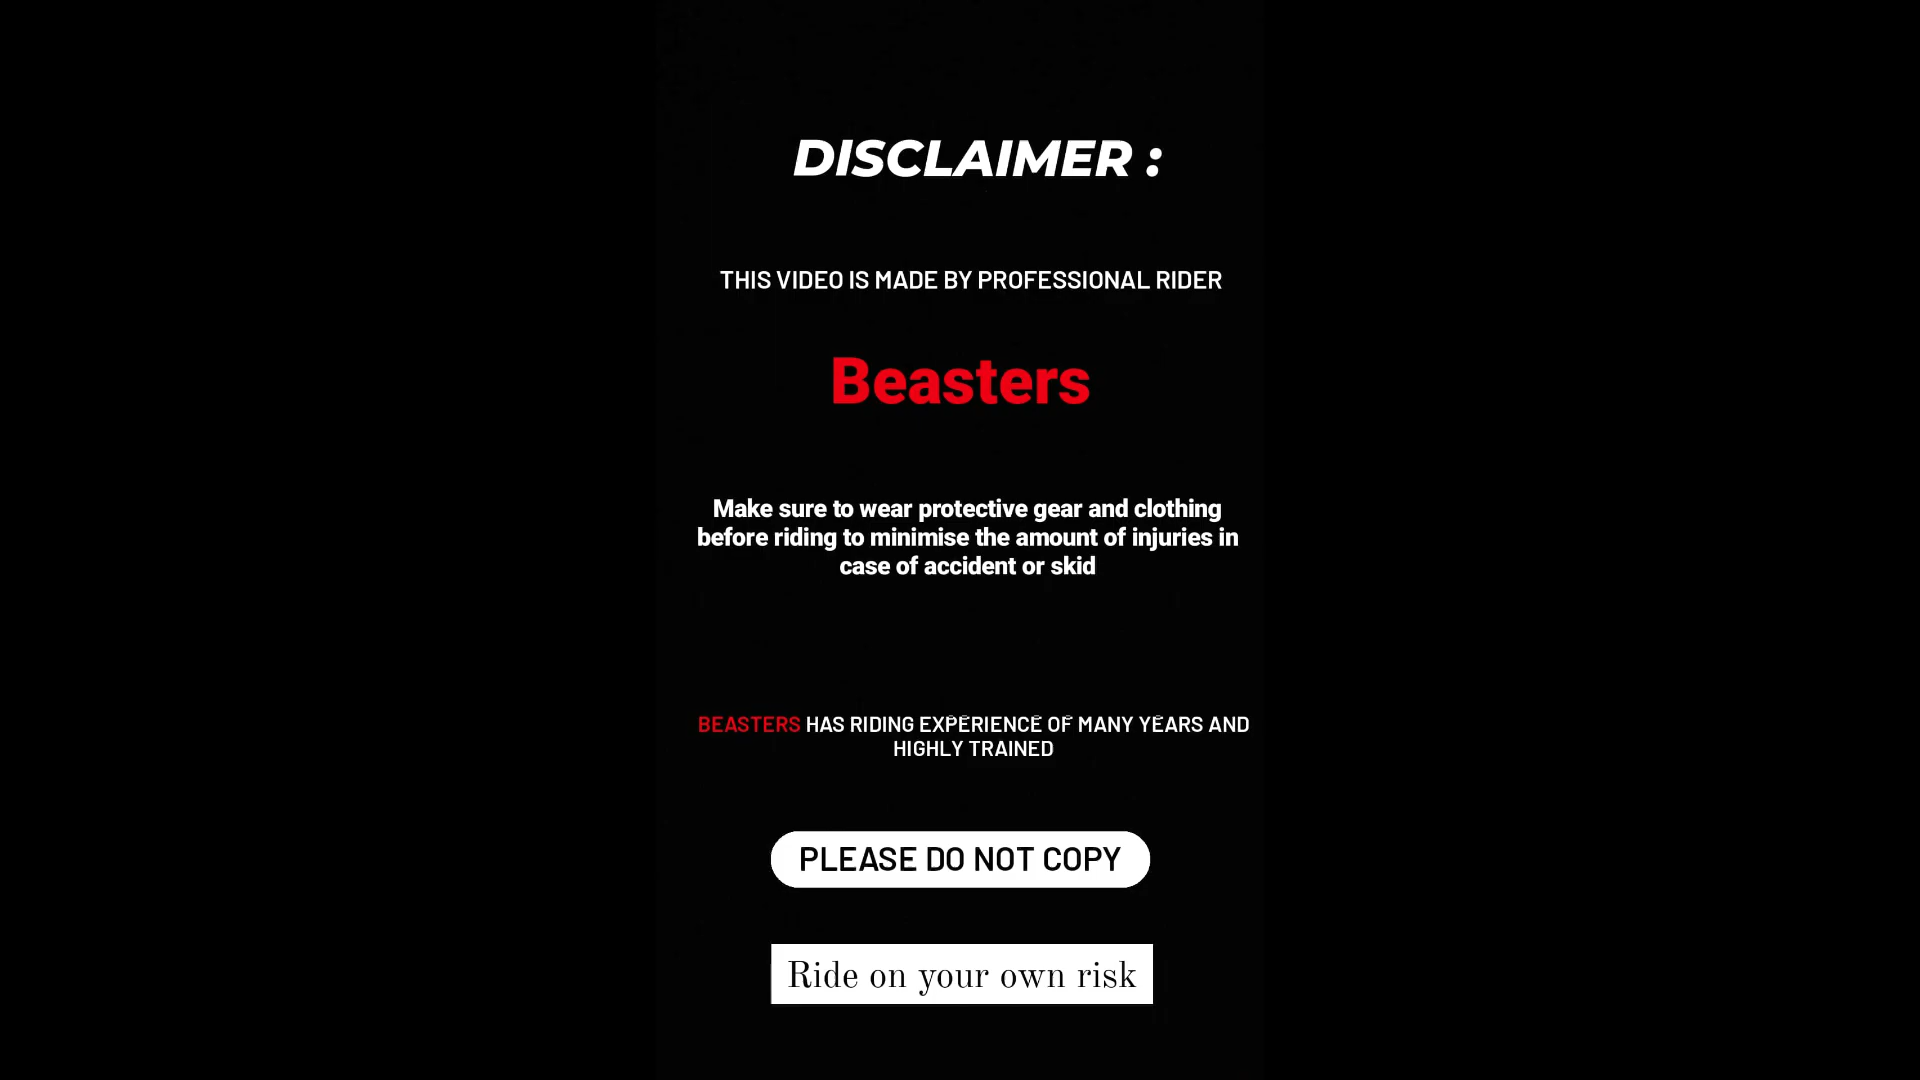 DISCLAIMER :
THIS VIDEO IS MADE BY PROFESSIONAL RIDER
Beasters
Make sure to wear protective gear and clothing
before riding to minimise the amount of injuries in
case of accident or skid
BEASTERS HAS RIDING EXPERIENCE OF MANY YEARS AND
HIGHLY TRAINED
PLEASE DO NOT COPY
Ride on your own risk